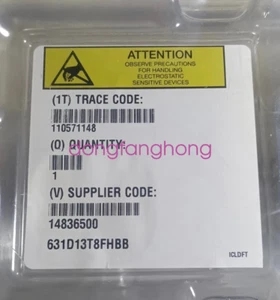 ATTENTION
OBSERVE PRECAUTIONS
FOR HANDLING
ELECTROSTATIC
SENSITIVE DEVICES
(1T) TRACE CODE:
110571148
(Q) QUANTITY:
dongfanghong
1
(V) SUPPLIER CODE:
14836500
631D13T8FHBB
ICLDFT